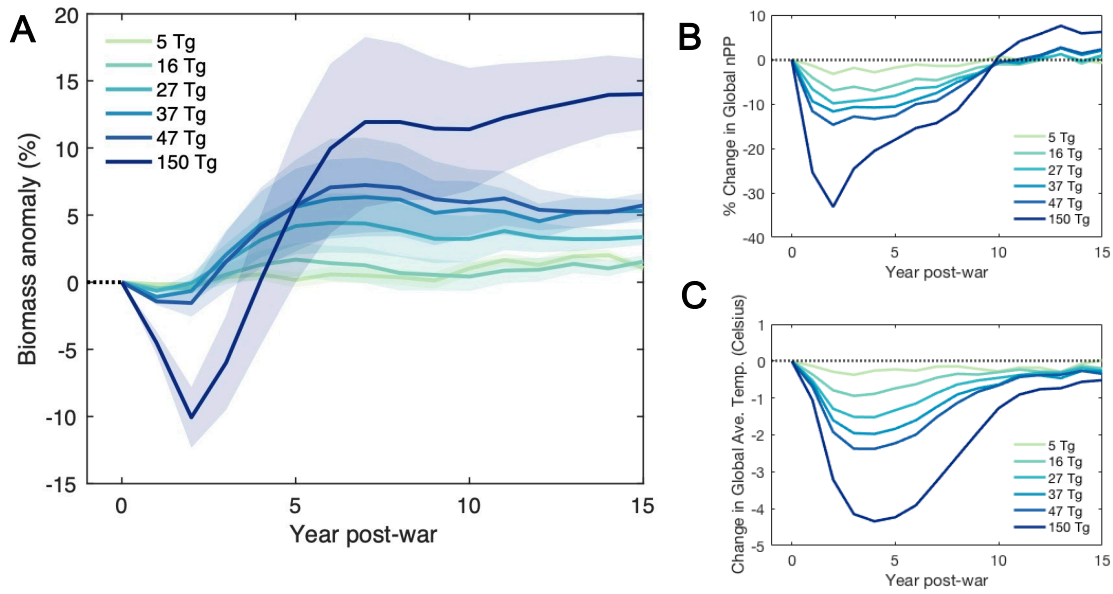 A
Biomass anomaly (%)
20
15
10
5
0
-5
-10
-15
5 Tg
16 Tg
27 Tg
37 Tg
47 Tg
150 Tg
0
5
10
15
Year post-war
B
% Change in Global nPP
10
0
-10
-20
-30
-40
5 Tg
16 Tg
27 Tg
37 Tg
47 Tg
150 Tg
0
5
10
15
Year post-war
C
Change in Global Ave. Temp. (Celsius)
1
0
-1
-2
-3
-4
-5
5 Tg
16 Tg
27 Tg
37 Tg
47 Tg
150 Tg
0
5
10
15
Year post-war